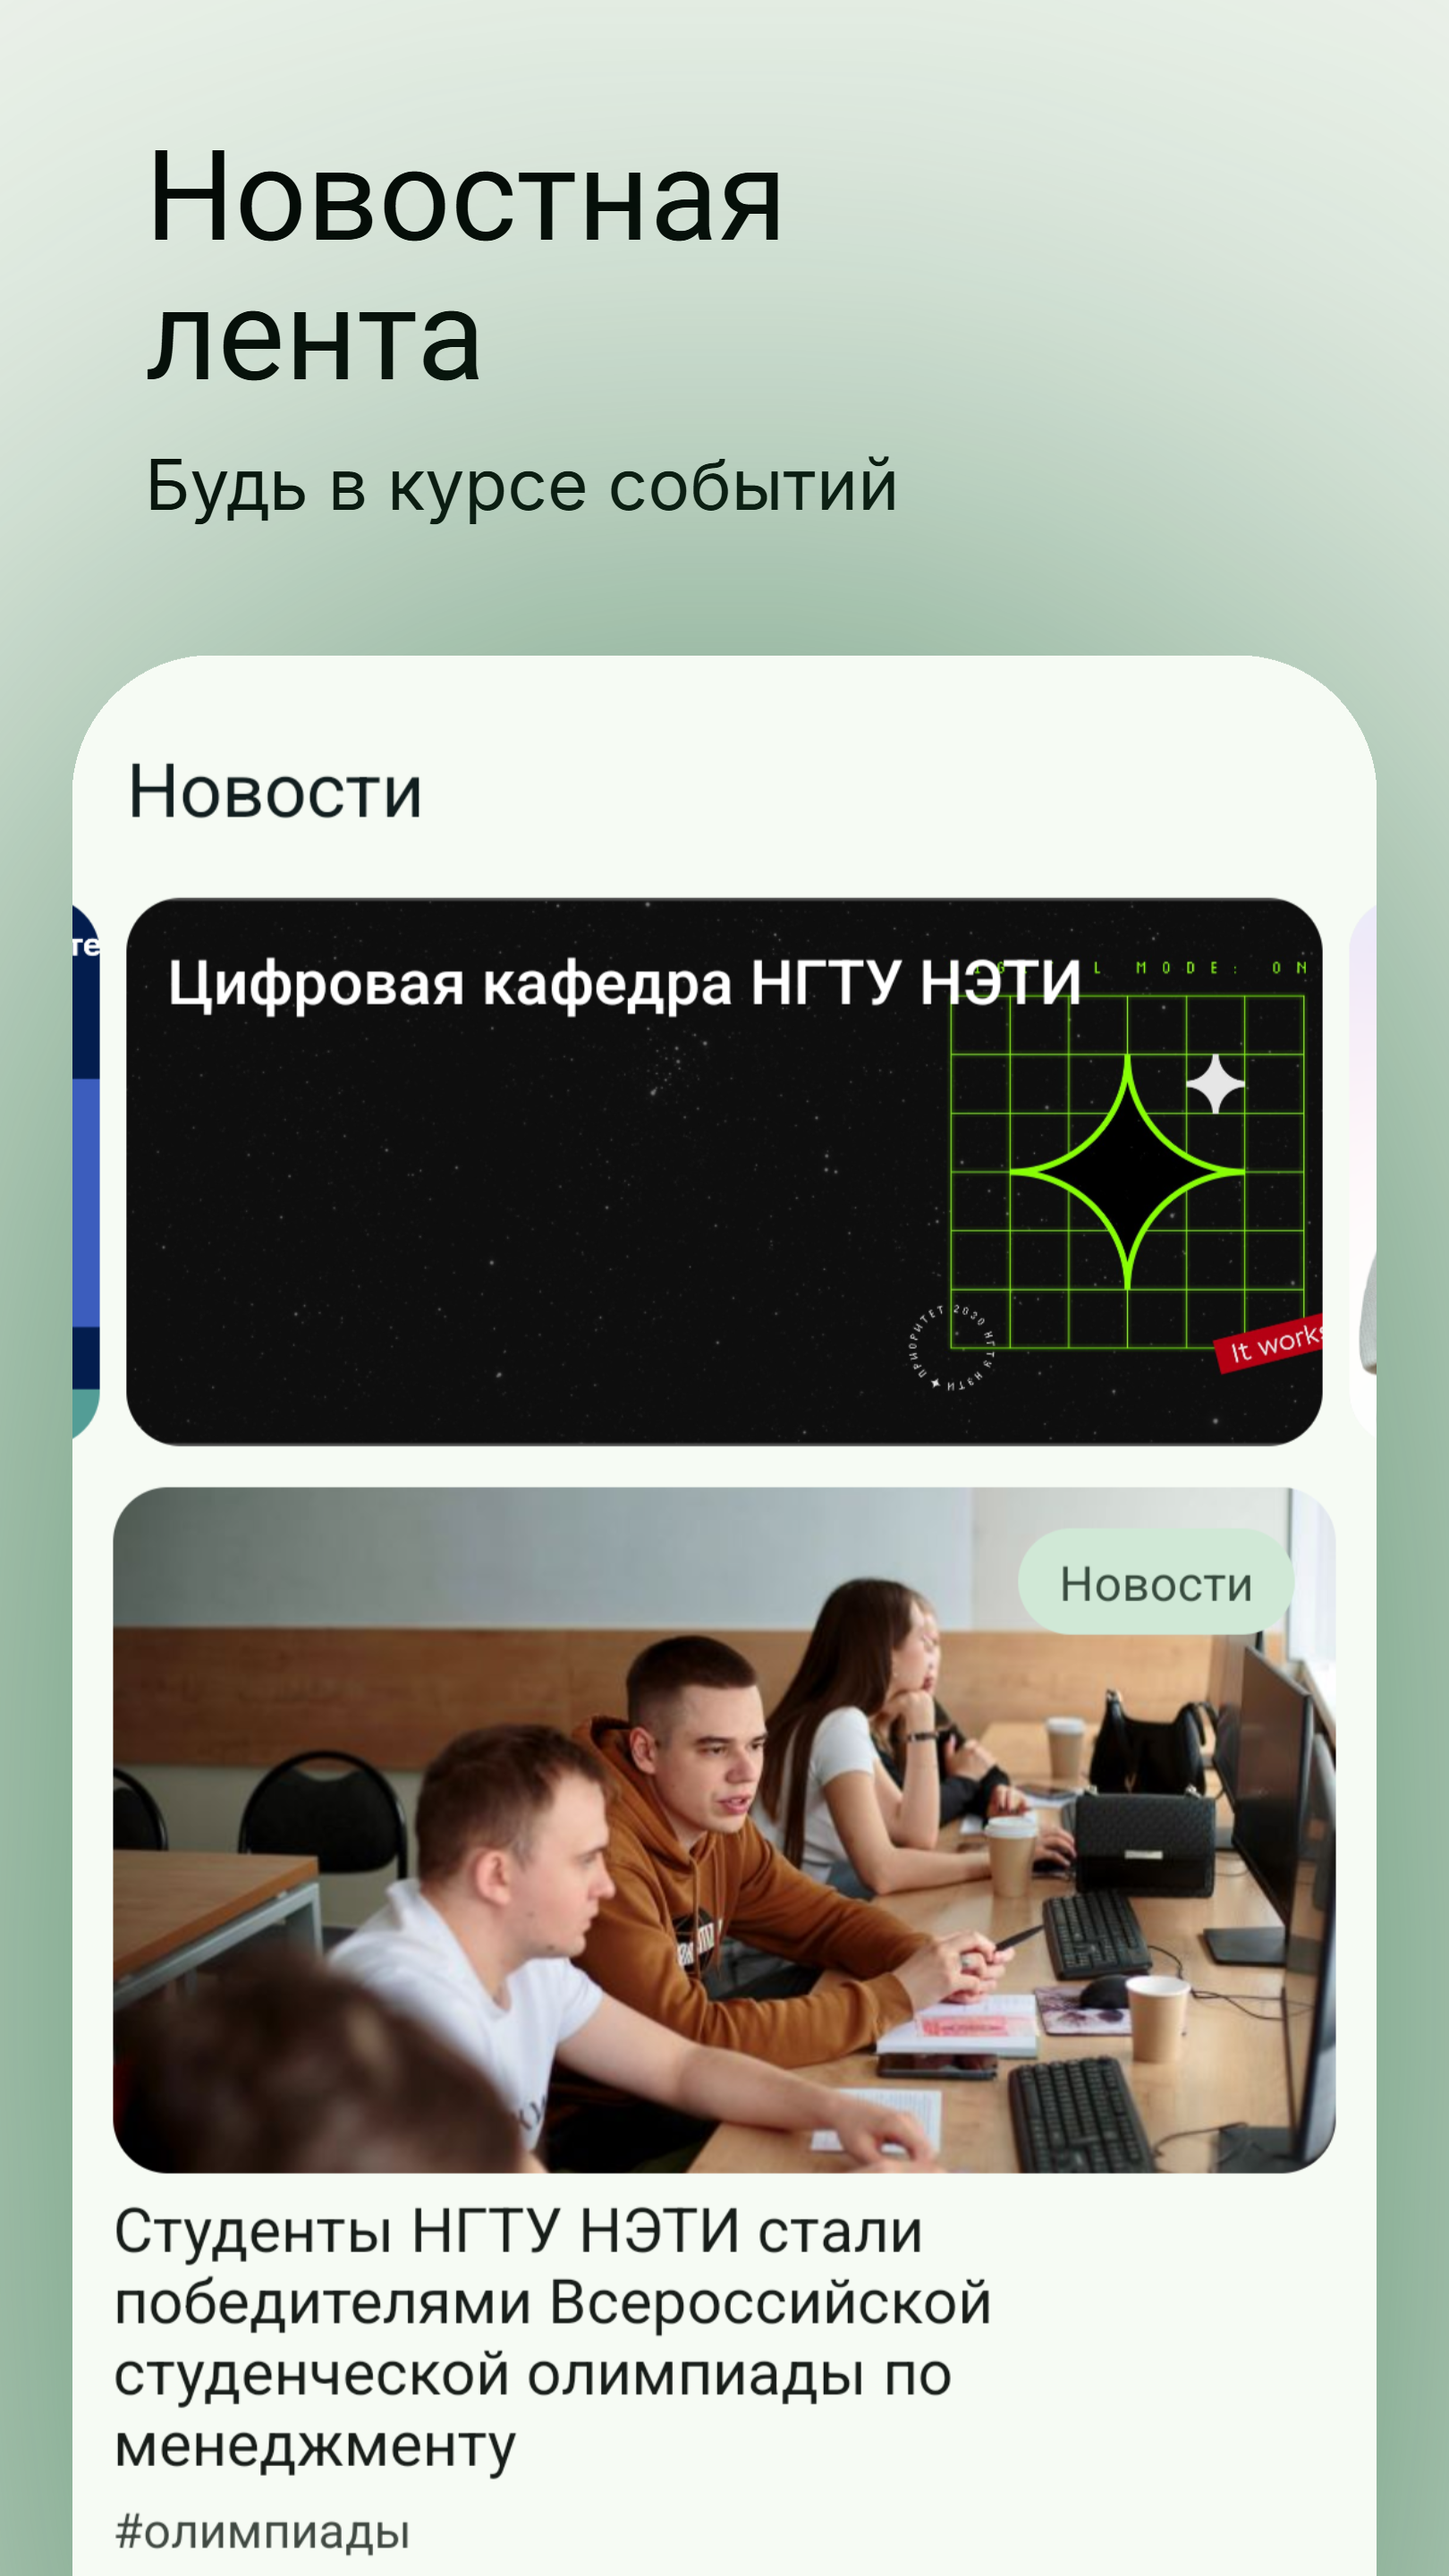 Новостная
лента
Будь в курсе событий
Новости
те
Цифровая кафедра НГТУ НЭТИ
L MODE: ON
ПРИОРИТЕТ 2030 НГТУ НЭТИ
It works
Новости
Студенты НГТУ НЭТИ стали
победителями Всероссийской
студенческой олимпиады по
менеджменту
#олимпиады